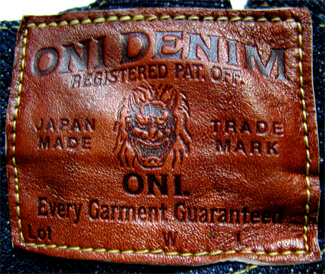 ONI DENIM
REGISTERED PAT. OFF.
JAPAN TRADE
MADE MARK
ONI.
Every Garment Guaranteed
Lot W L